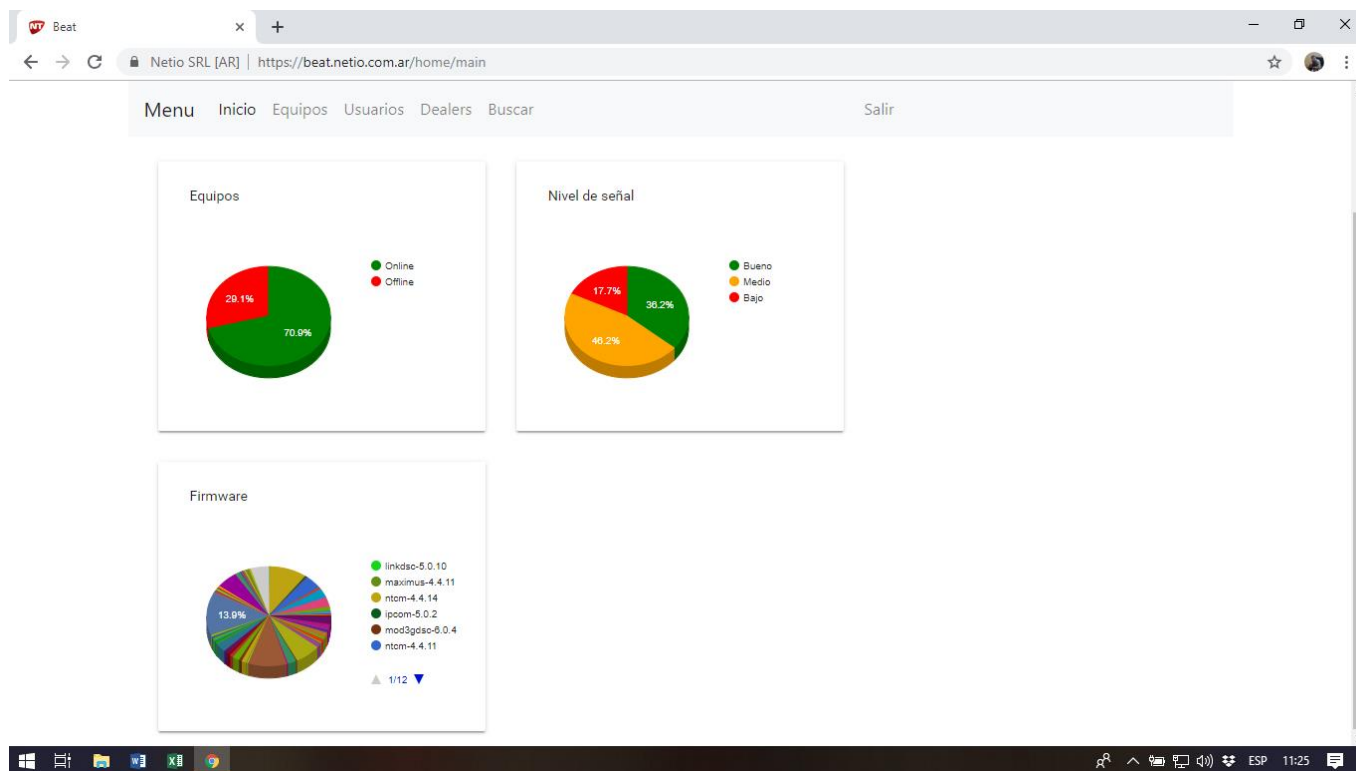 NT Beat
Netio SRL [AR] | https://beat.netio.com.ar/home/main
Menu Inicio Equipos Usuarios Dealers Buscar Salir
Equipos
Online
Offline
29.1%
70.9%
Nivel de señal
Bueno
Medio
Bajo
17.7%
36.2%
46.2%
Firmware
linkdsc-5.0.10
maximus-4.4.11
ntcm-4.4.14
ipcom-5.0.2
mod3gdsc-6.0.4
ntcm-4.4.11
13.9%
1/12
ESP 11:25